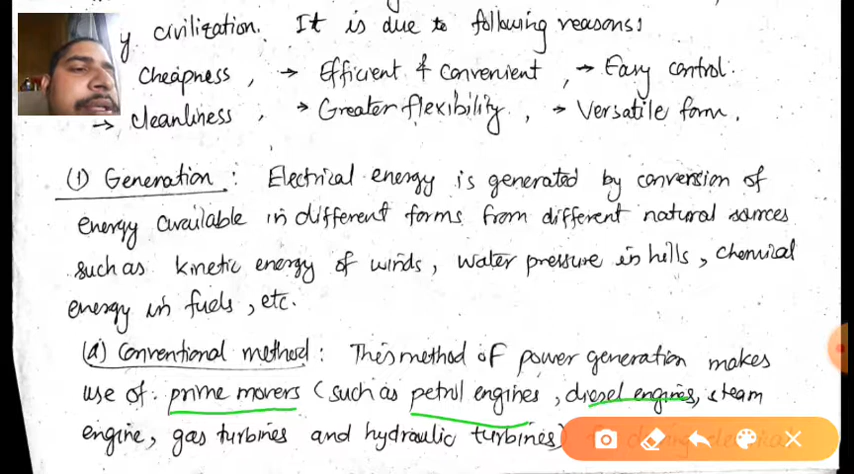 y civilization. It is due to following reasons:
Cheapness, → Efficient & convenient, → Easy control.
→ cleanliness, → Greater flexibility, → Versatile form.
(1) Generation: Electrical energy is generated by conversion of
energy available in different forms from different natural sources
such as kinetic energy of winds, water pressure in hills, chemical
energy in fuels, etc.
(a) Conventional method: This method of power generation makes
use of prime movers (such as petrol engines, diesel engines, steam
engine, gas turbines and hydraulic turbines)